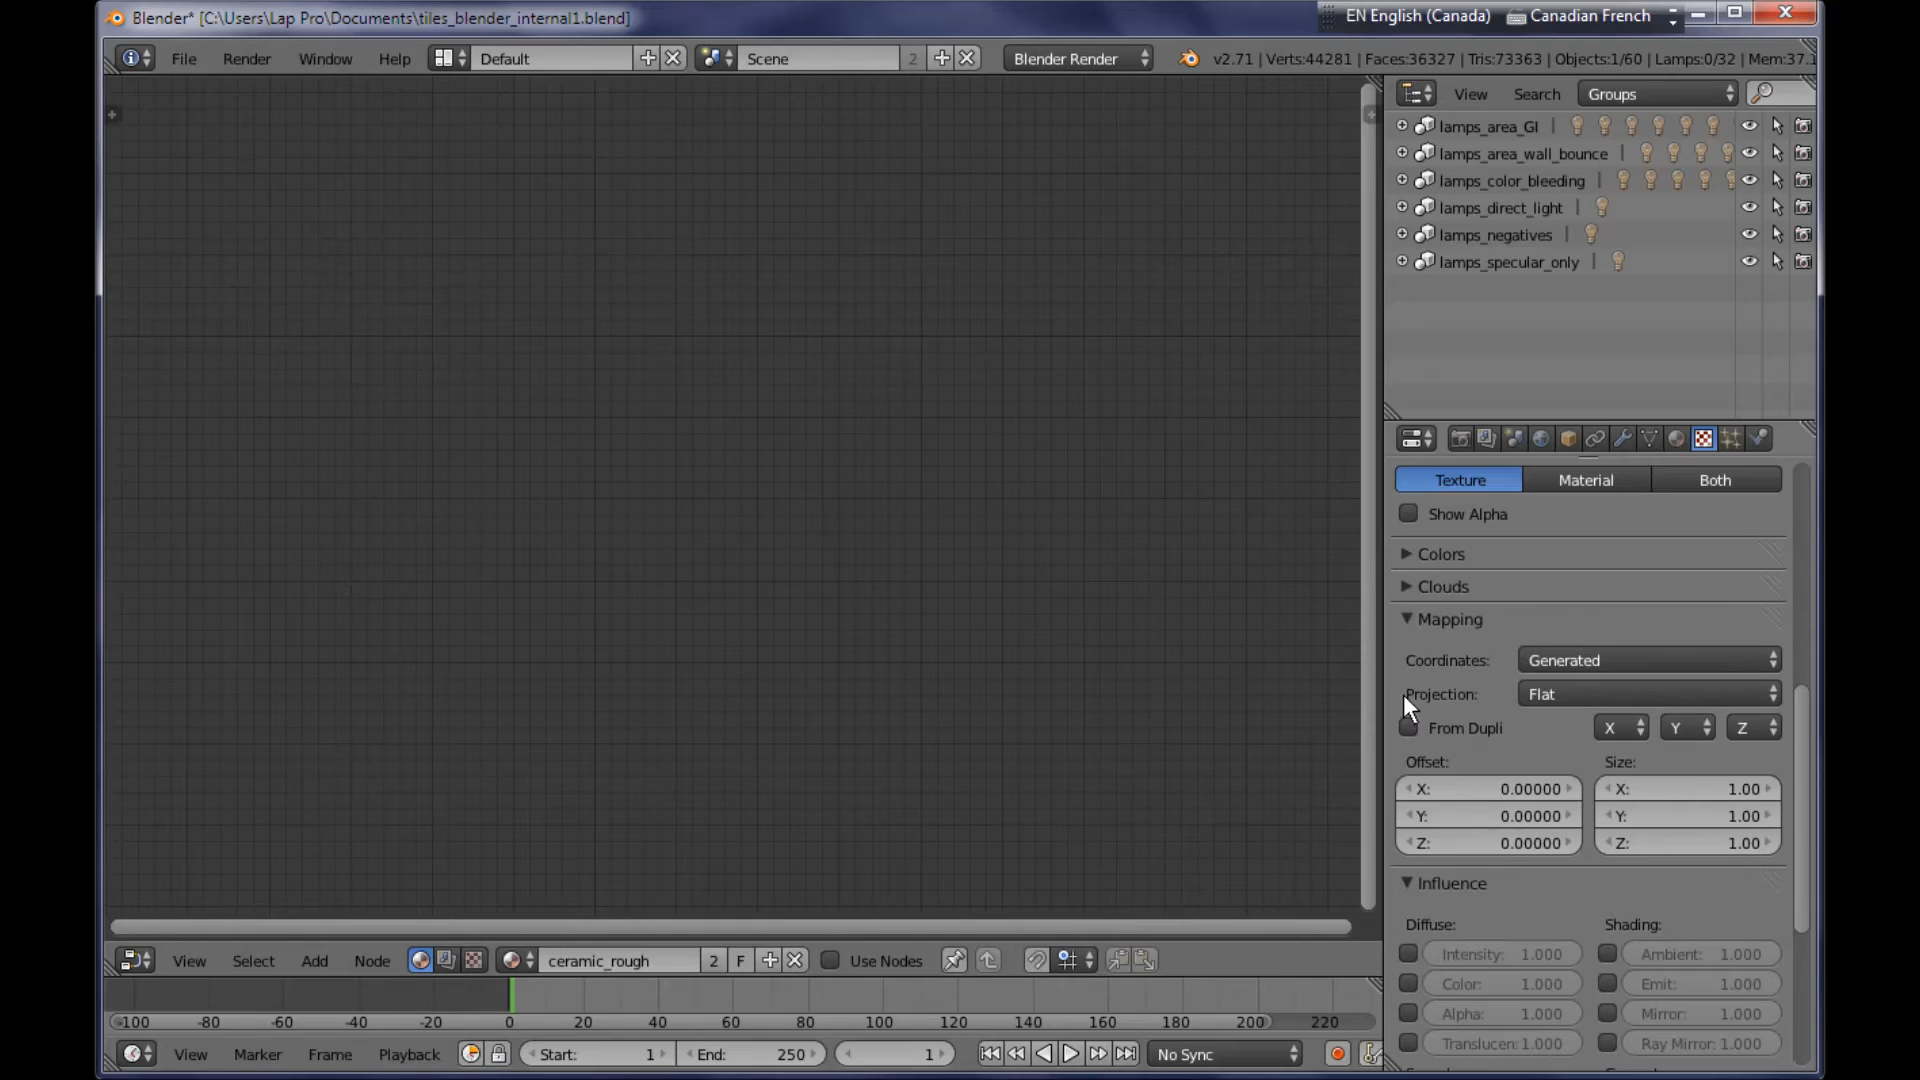 Blender* [C:\Users\Lap Pro\Documents\tiles_blender_internal1.blend]
EN English (Canada) Canadian French
File Render Window Help Default Scene 2 Blender Render v2.71 | Verts:44281 | Faces:36327 | Tris:73363 | Objects:1/60 | Lamps:0/32 | Mem:37.1
View Search Groups
lamps_area_GI
lamps_area_wall_bounce
lamps_color_bleeding
lamps_direct_light
lamps_negatives
lamps_specular_only
Texture Material Both
Show Alpha
Colors
Clouds
Mapping
Coordinates: Generated
Projection: Flat
From Dupli X Y Z
Offset: Size:
X: 0.00000 X: 1.00
Y: 0.00000 Y: 1.00
Z: 0.00000 Z: 1.00
Influence
Diffuse: Shading:
Intensity: 1.000 Ambient: 1.000
Color: 1.000 Emit: 1.000
Alpha: 1.000 Mirror: 1.000
Translucen: 1.000 Ray Mirror: 1.000
View Select Add Node ceramic_rough 2 F Use Nodes
-100 -80 -60 -40 -20 0 20 40 60 80 100 120 140 160 180 200 220
View Marker Frame Playback Start: 1 End: 250 1 No Sync